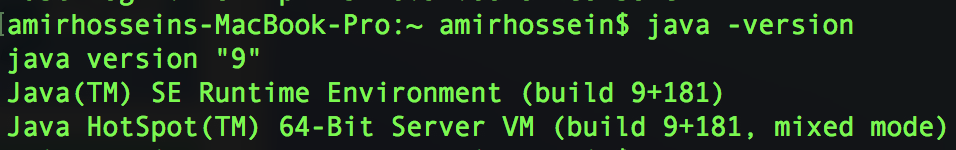 [amirhosseins-MacBook-Pro:~ amirhossein$ java -version
java version "9"
Java(TM) SE Runtime Environment (build 9+181)
Java HotSpot(TM) 64-Bit Server VM (build 9+181, mixed mode)